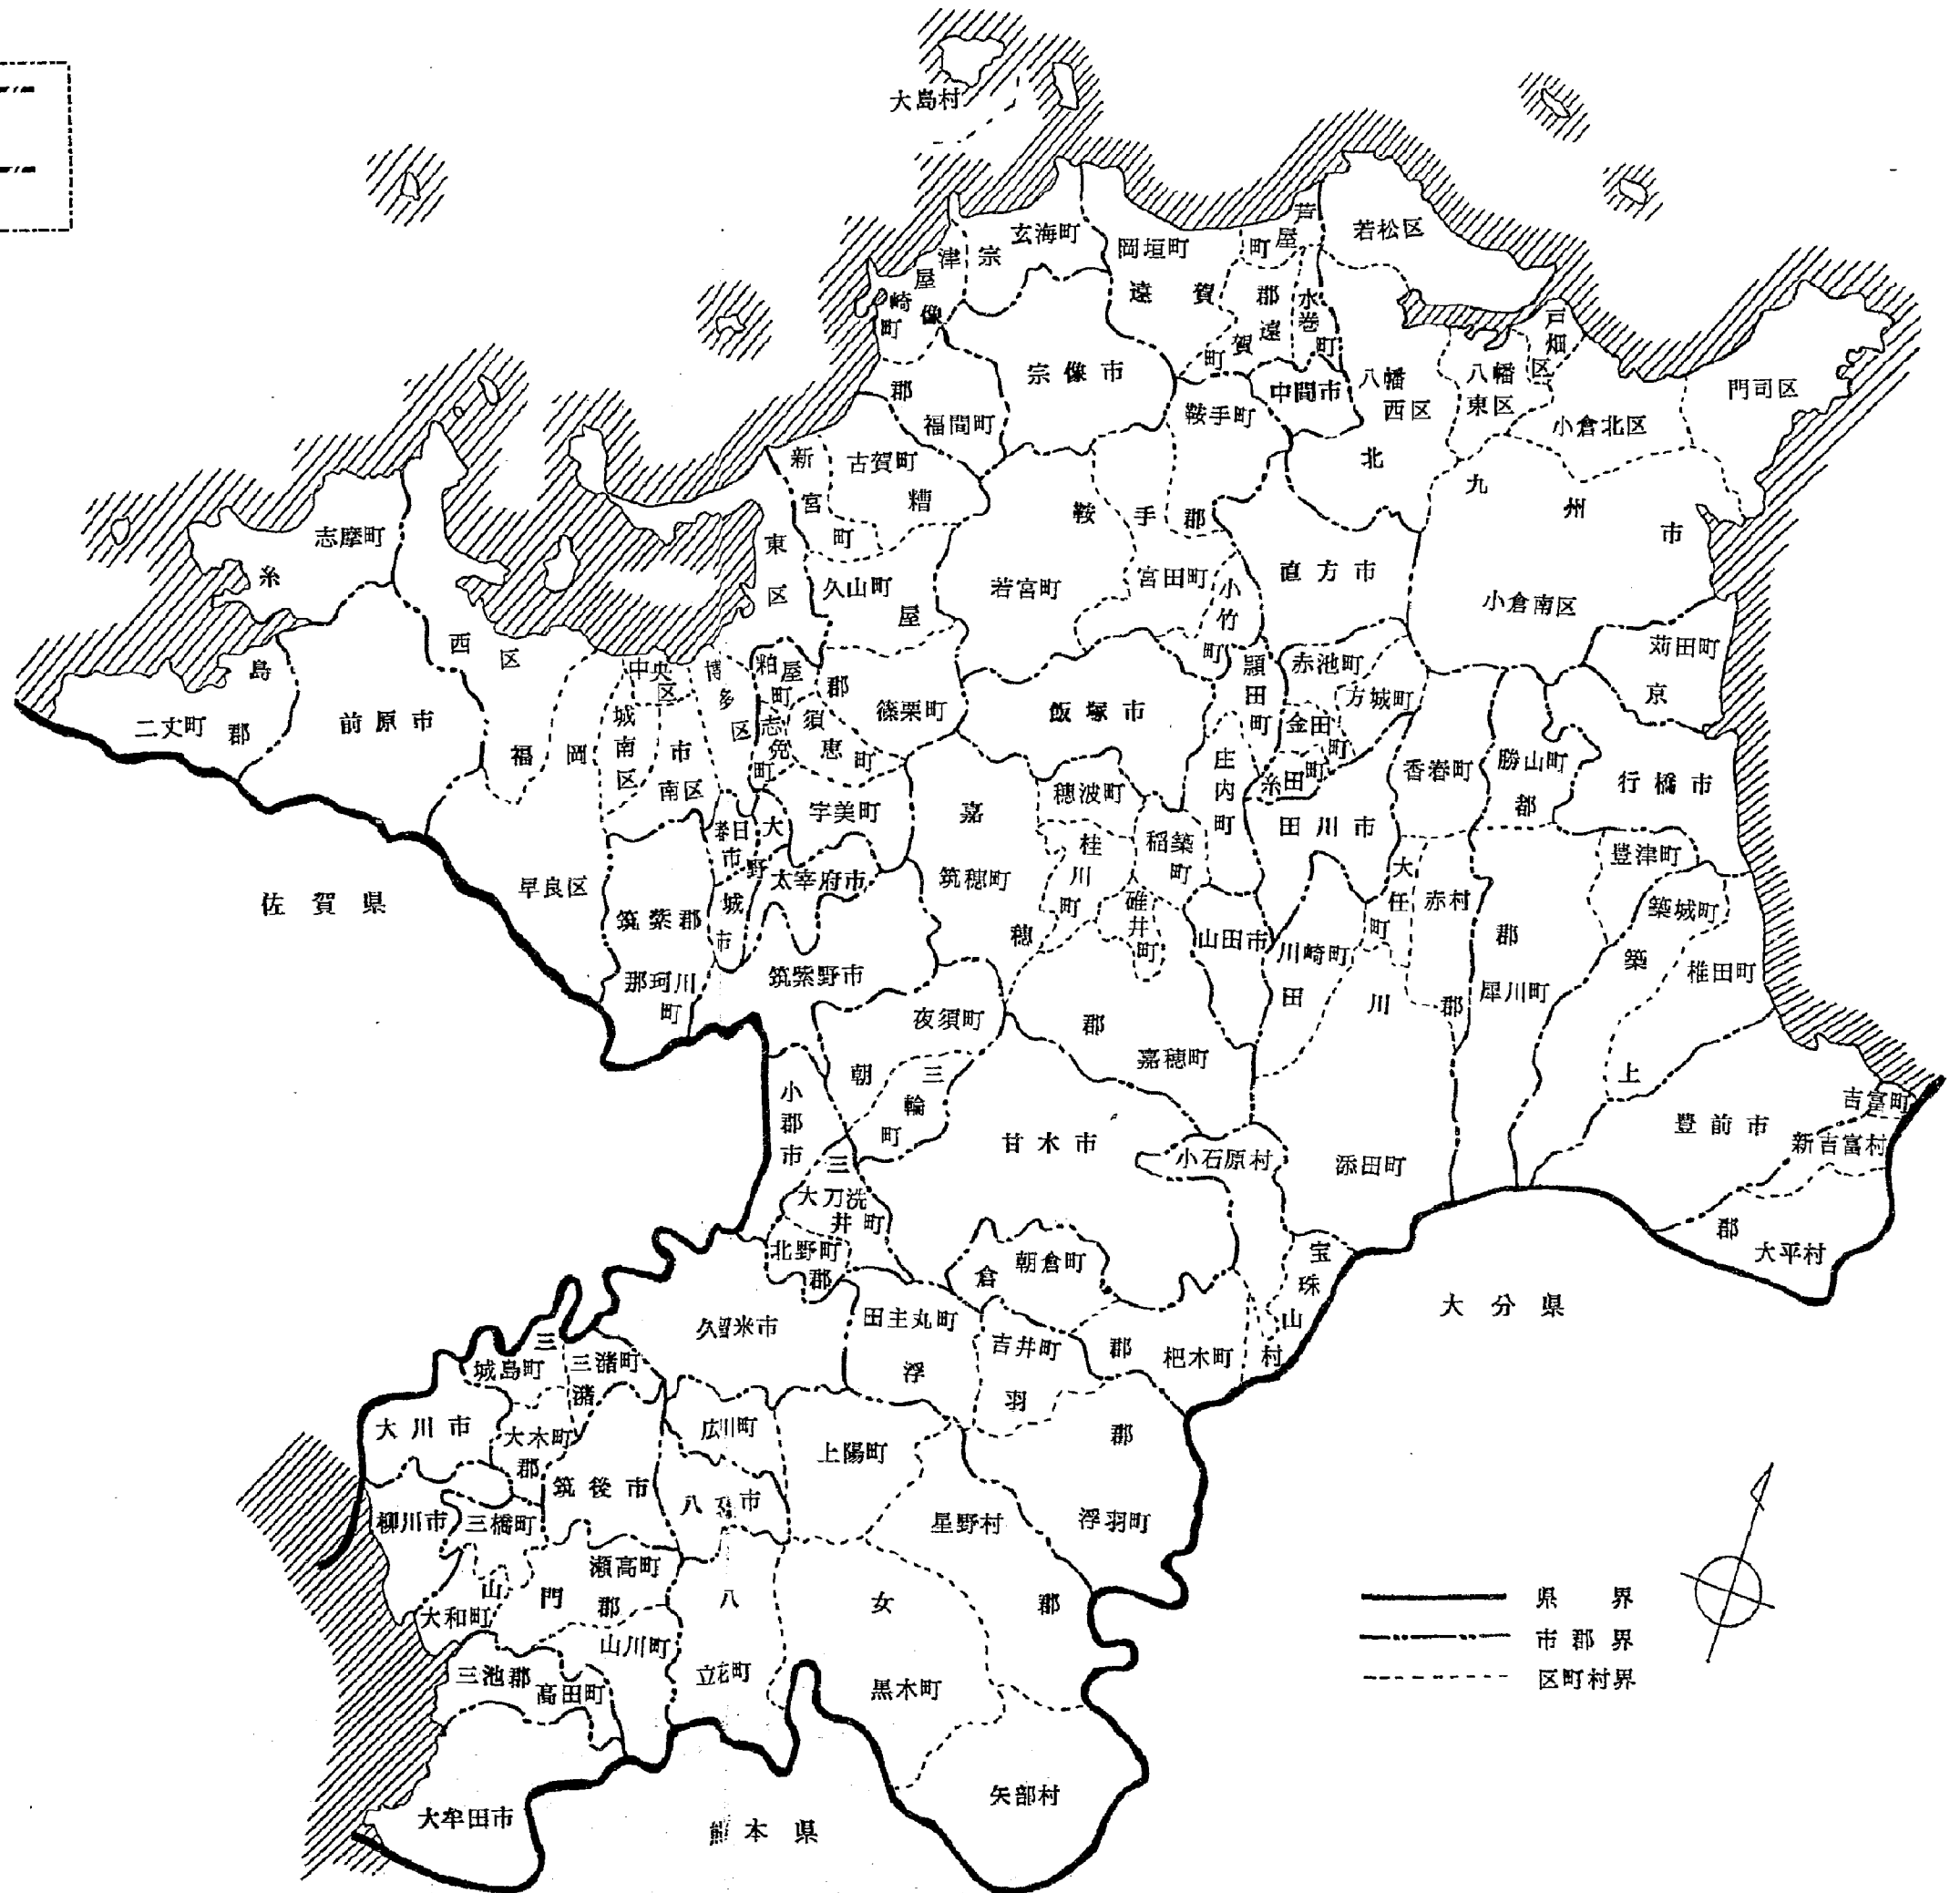 大島村
玄海町
岡垣町
芦屋町
若松区
津屋崎町
宗像郡
遠賀郡
遠賀町
水巻町
戸畑区
宗像市
鞍手町
中間市
八幡西区
八幡東区
小倉北区
門司区
福間町
新宮町
古賀町
糟屋郡
鞍手郡
北九州市
志摩町
糸島郡
東区
久山町
若宮町
宮田町
小竹町
直方市
小倉南区
苅田町
西区
中央区
博多区
粕屋町
篠栗町
飯塚市
頴田町
赤池町
方城町
京都郡
二丈町
前原市
福岡市
城南区
南区
志免町
須恵町
金田町
糸田町
庄内町
香春町
勝山町
行橋市
穂波町
宇美町
嘉穂郡
春日市
大野城市
田川市
桂川町
稲築町
豊津町
佐賀県
早良区
太宰府市
筑穂町
碓井町
大任町
赤村
築城町
筑紫郡
山田市
川崎町
筑紫野市
那珂川町
犀川町
椎田町
築上郡
夜須町
田川郡
嘉穂町
小郡市
朝倉郡
三輪町
甘木市
小石原村
添田町
豊前市
吉富町
新吉富村
大平村
三井郡
大刀洗町
北野町
朝倉町
宝珠山村
大分県
久留米市
田主丸町
吉井町
杷木町
浮羽郡
城島町
三潴町
三潴郡
大川市
大木町
広川町
上陽町
筑後市
八女市
柳川市
三橋町
星野村
浮羽町
瀬高町
山門郡
八女郡
大和町
山川町
三池郡
高田町
立花町
黒木町
矢部村
大牟田市
熊本県
県界
市郡界
区町村界